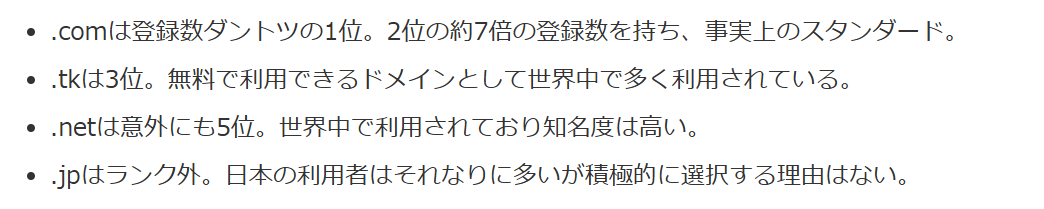 • .comは登録数ダントツの1位。2位の約7倍の登録数を持ち、事実上のスタンダード。
• .tkは3位。無料で利用できるドメインとして世界中で多く利用されている。
• .netは意外にも5位。世界中で利用されており知名度は高い。
• .jpはランク外。日本の利用者はそれなりに多いが積極的に選択する理由はない。